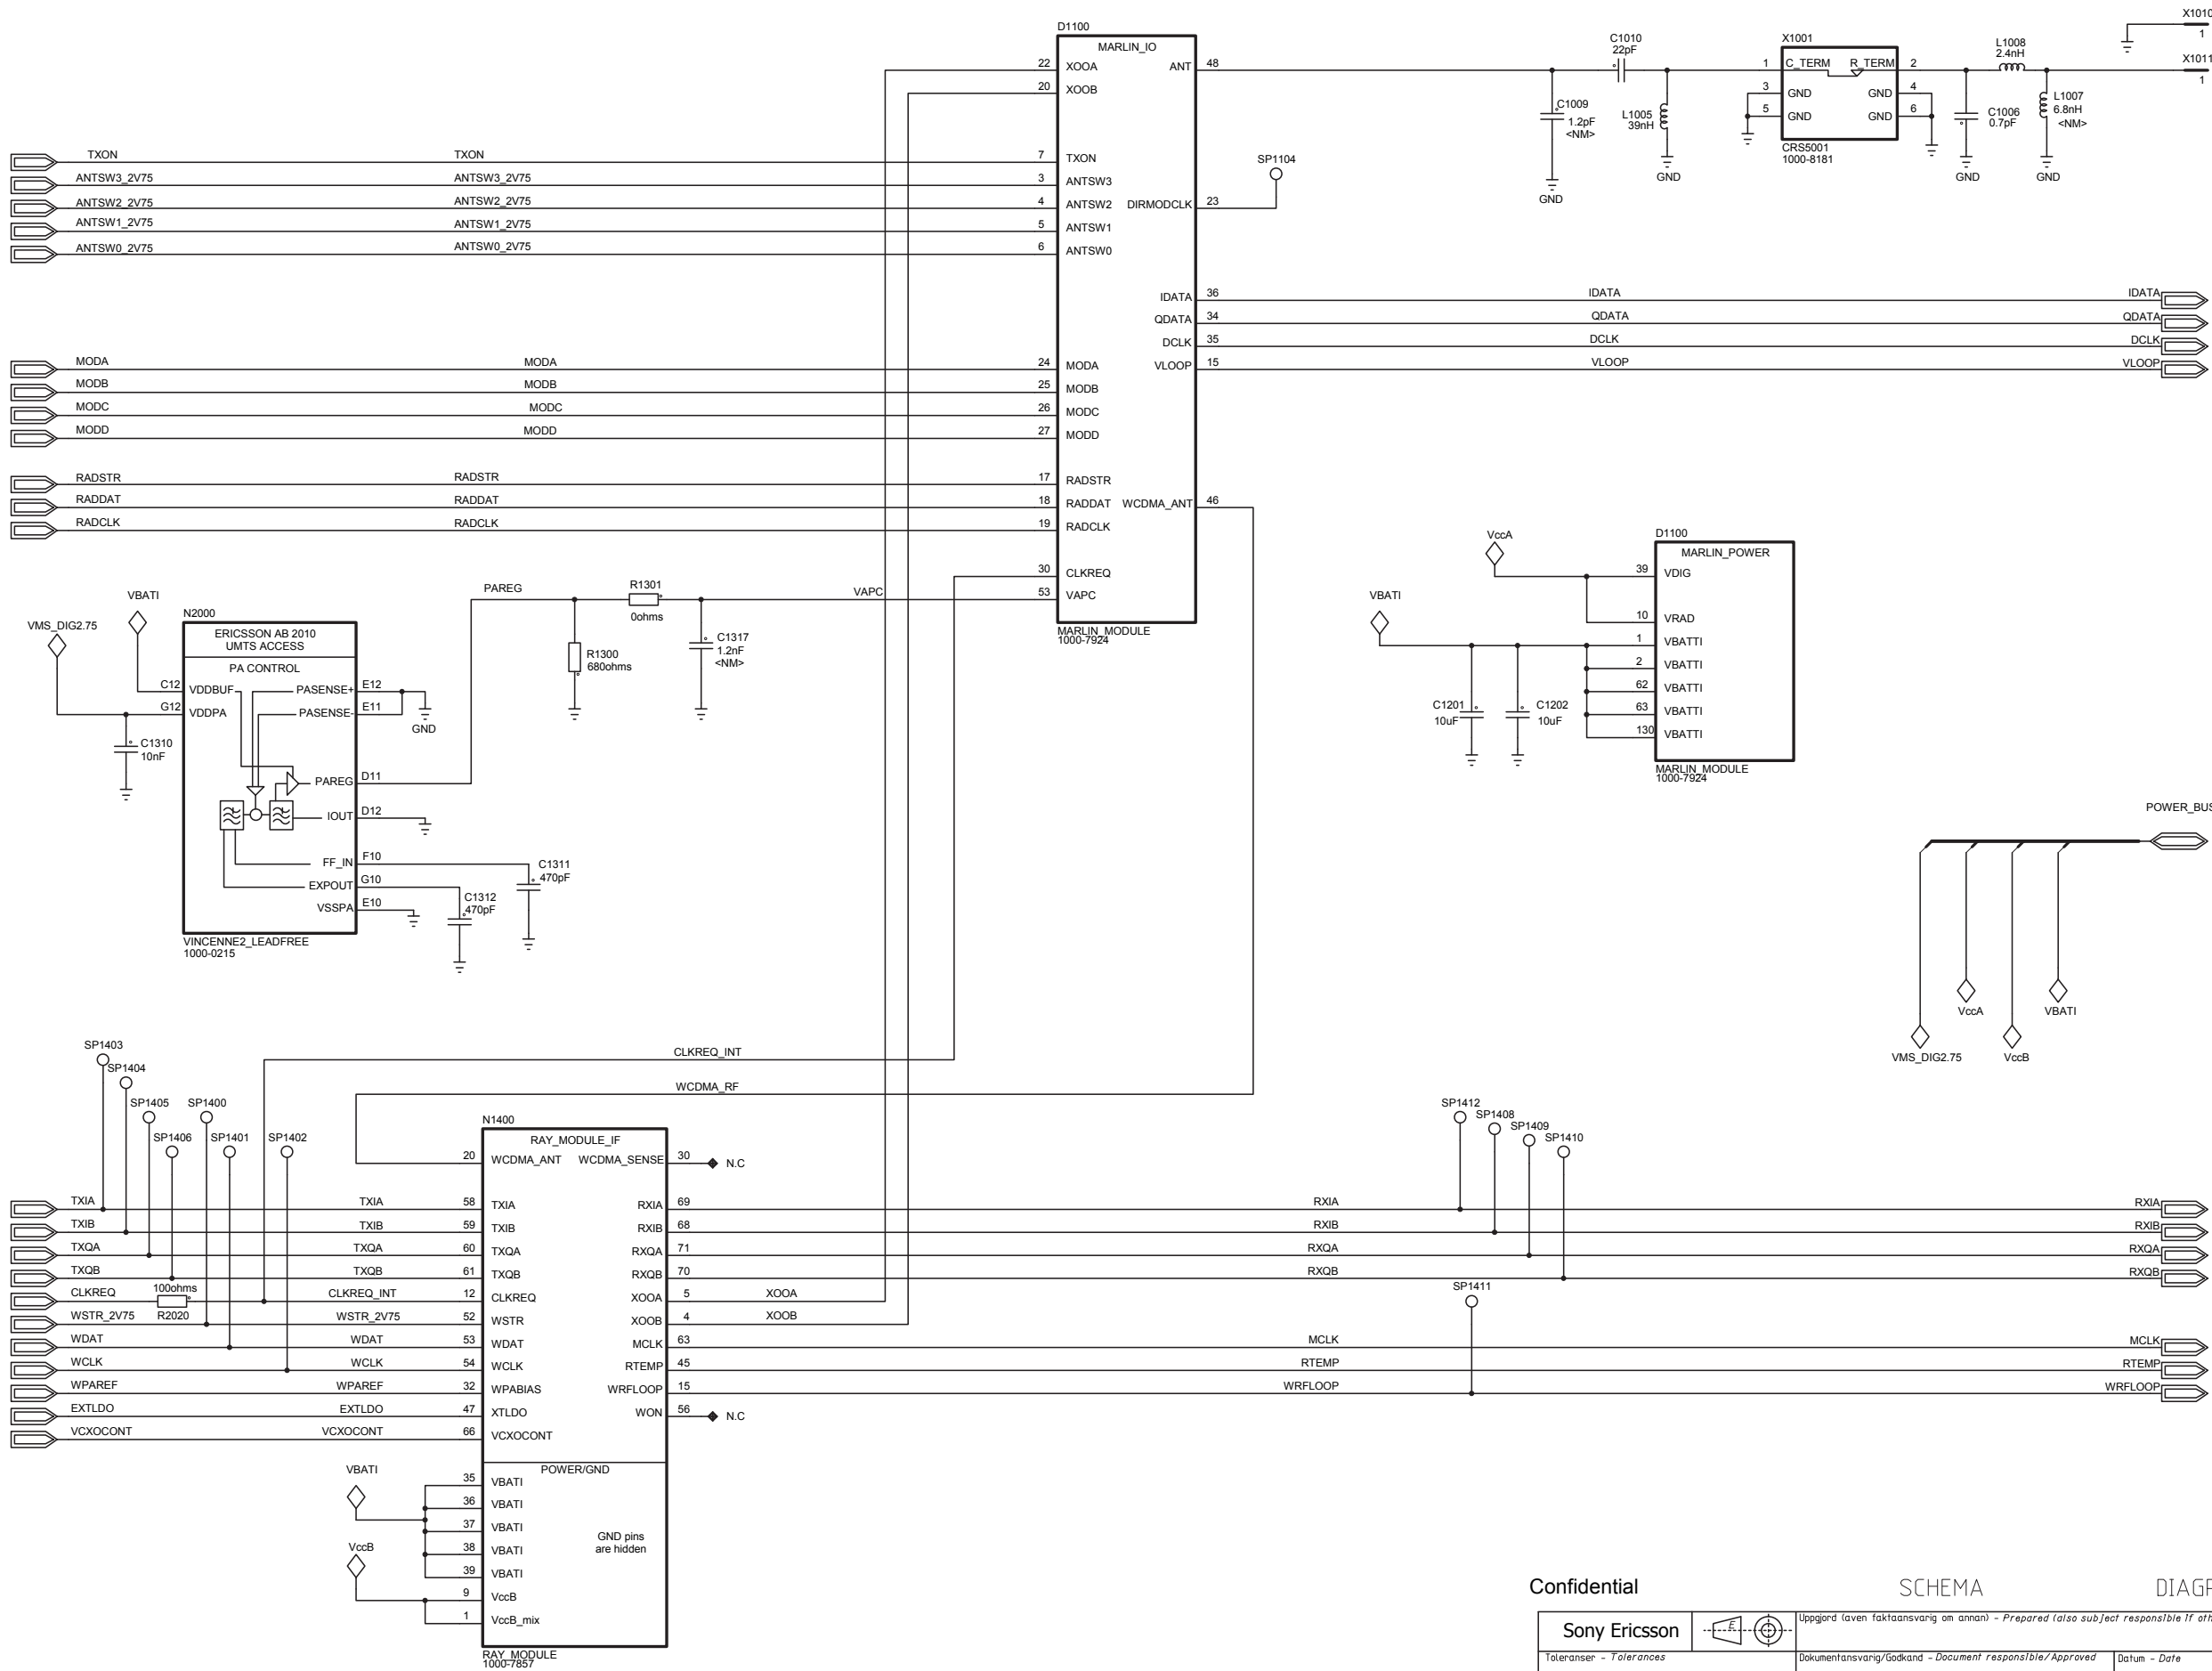 D1100
MARLIN_IO
22 XOOA ANT 48
20 XOOB
C1010
22pF
X1001
1 C_TERM R_TERM 2
3 GND GND 4
5 GND GND 6
CRS5001
1000-8181
L1008
2.4nH
X1010
1
X1011
1
C1009
1.2pF
<NM>
GND
L1005
39nH
GND
C1006
0.7pF
GND
L1007
6.8nH
<NM>
GND
SP1104
TXON TXON 7 TXON
ANTSW3_2V75 ANTSW3_2V75 3 ANTSW3
ANTSW2_2V75 ANTSW2_2V75 4 ANTSW2 DIRMODCLK 23
ANTSW1_2V75 ANTSW1_2V75 5 ANTSW1
ANTSW0_2V75 ANTSW0_2V75 6 ANTSW0
IDATA 36 IDATA IDATA
QDATA 34 QDATA QDATA
DCLK 35 DCLK DCLK
MODA MODA 24 MODA VLOOP 15 VLOOP VLOOP
MODB MODB 25 MODB
MODC MODC 26 MODC
MODD MODD 27 MODD
RADSTR RADSTR 17 RADSTR
RADDAT RADDAT 18 RADDAT WCDMA_ANT 46
RADCLK RADCLK 19 RADCLK
30 CLKREQ
PAREG R1301 0ohms VAPC 53 VAPC
MARLIN_MODULE
1000-7924
R1300
680ohms
C1317
1.2nF
<NM>
VBATI
VMS_DIG2.75
N2000
ERICSSON AB 2010
UMTS ACCESS
PA CONTROL
C12 VDDBUF PASENSE+ E12
G12 VDDPA PASENSE- E11
GND
C1310
10nF
PAREG D11
IOUT D12
FF_IN F10
EXPOUT G10
VSSPA E10
C1311
470pF
C1312
470pF
VINCENNE2_LEADFREE
1000-0215
VccA
VBATI
D1100
MARLIN_POWER
39 VDIG
10 VRAD
1 VBATTI
2 VBATTI
62 VBATTI
63 VBATTI
130 VBATTI
C1201
10uF
C1202
10uF
MARLIN_MODULE
1000-7924
POWER_BUS
VccA
VBATI
VMS_DIG2.75
VccB
CLKREQ_INT
WCDMA_RF
SP1403
SP1404
SP1405
SP1400
SP1406
SP1401
SP1402
N1400
RAY_MODULE_IF
20 WCDMA_ANT WCDMA_SENSE 30 N.C
SP1412
SP1408
SP1409
SP1410
TXIA TXIA 58 TXIA RXIA 69 RXIA RXIA
TXIB TXIB 59 TXIB RXIB 68 RXIB RXIB
TXQA TXQA 60 TXQA RXQA 71 RXQA RXQA
TXQB TXQB 61 TXQB RXQB 70 RXQB RXQB
CLKREQ 100ohms R2020 CLKREQ_INT 12 CLKREQ XOOA 5 XOOA
SP1411
WSTR_2V75 WSTR_2V75 52 WSTR XOOB 4 XOOB
WDAT WDAT 53 WDAT MCLK 63 MCLK MCLK
WCLK WCLK 54 WCLK RTEMP 45 RTEMP RTEMP
WPAREF WPAREF 32 WPABIAS WRFLOOP 15 WRFLOOP WRFLOOP
EXTLDO EXTLDO 47 XTLDO WON 56 N.C
VCXOCONT VCXOCONT 66 VCXOCONT
POWER/GND
VBATI
35 VBATI
36 VBATI
37 VBATI
38 VBATI
39 VBATI
GND pins
are hidden
VccB
9 VccB
1 VccB_mix
RAY_MODULE
1000-7857
Confidential SCHEMA
Sony Ericsson
E
Uppgjord (aven faktaansvarig om annan) - Prepared (also subject responsible if
Toleranser - Tolerances
Dokumentansvarig/Godkand - Document responsible/Approved
Datum - Date